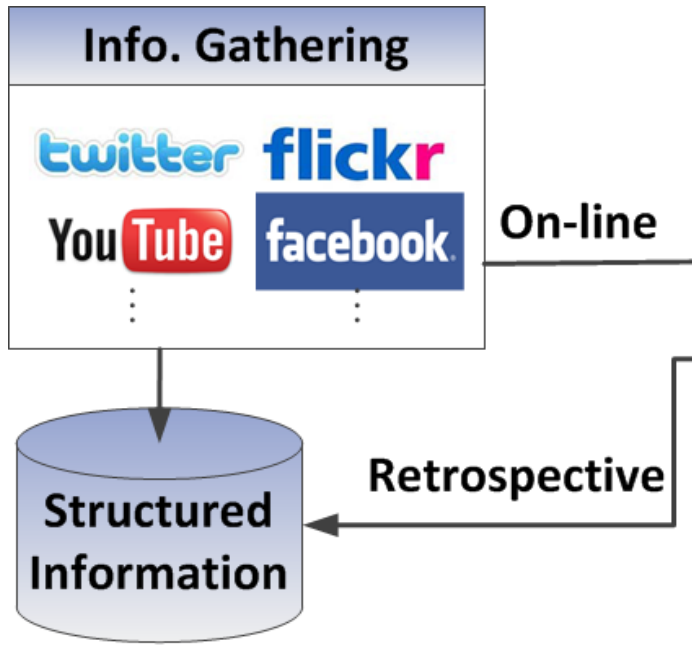 Info. Gathering
twitter flickr
YouTube facebook.
On-line
Retrospective
Structured
Information